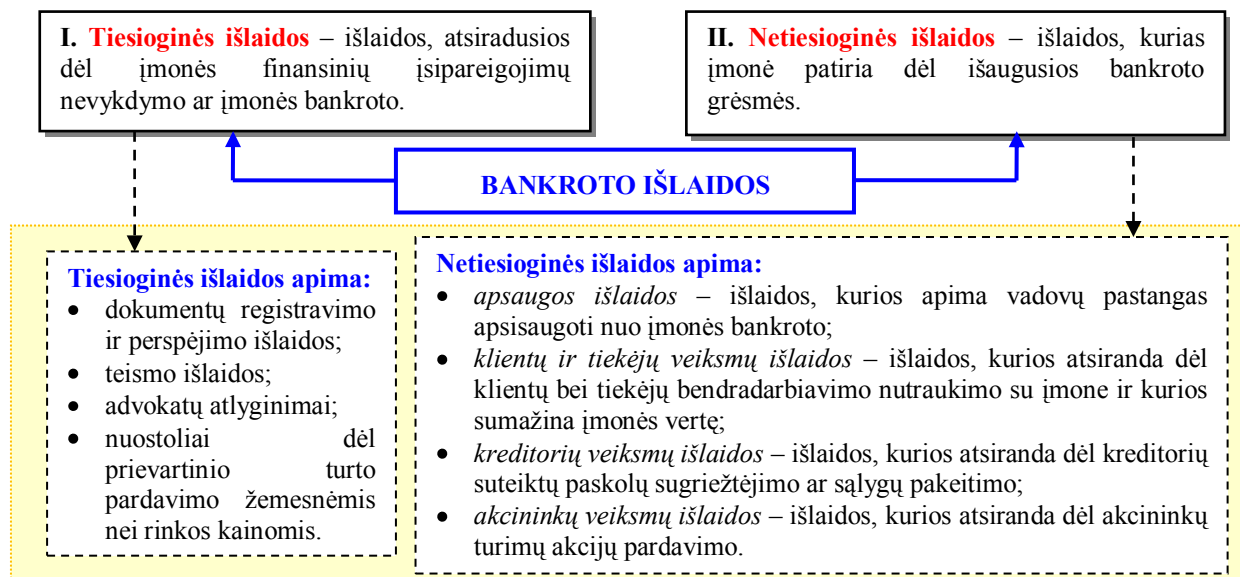 I. Tiesioginės išlaidos – išlaidos, atsiradusios
dėl įmonės finansinių įsipareigojimų
nevykdymo ar įmonės bankroto.
II. Netiesioginės išlaidos – išlaidos, kurias
įmonė patiria dėl išaugusios bankroto
grėsmės.
BANKROTO IŠLAIDOS
Tiesioginės išlaidos apima:
• dokumentų registravimo
ir perspėjimo išlaidos;
• teismo išlaidos;
• advokatų atlyginimai;
• nuostoliai dėl
prievartinio turto
pardavimo žemesnėmis
nei rinkos kainomis.
Netiesioginės išlaidos apima:
• apsaugos išlaidos – išlaidos, kurios apima vadovų pastangas
apsisaugoti nuo įmonės bankroto;
• klientų ir tiekėjų veiksmų išlaidos – išlaidos, kurios atsiranda dėl
klientų bei tiekėjų bendradarbiavimo nutraukimo su įmone ir kurios
sumažina įmonės vertę;
• kreditorių veiksmų išlaidos – išlaidos, kurios atsiranda dėl kreditorių
suteiktų paskolų sugriežtėjimo ar sąlygų pakeitimo;
• akcininkų veiksmų išlaidos – išlaidos, kurios atsiranda dėl akcininkų
turimų akcijų pardavimo.